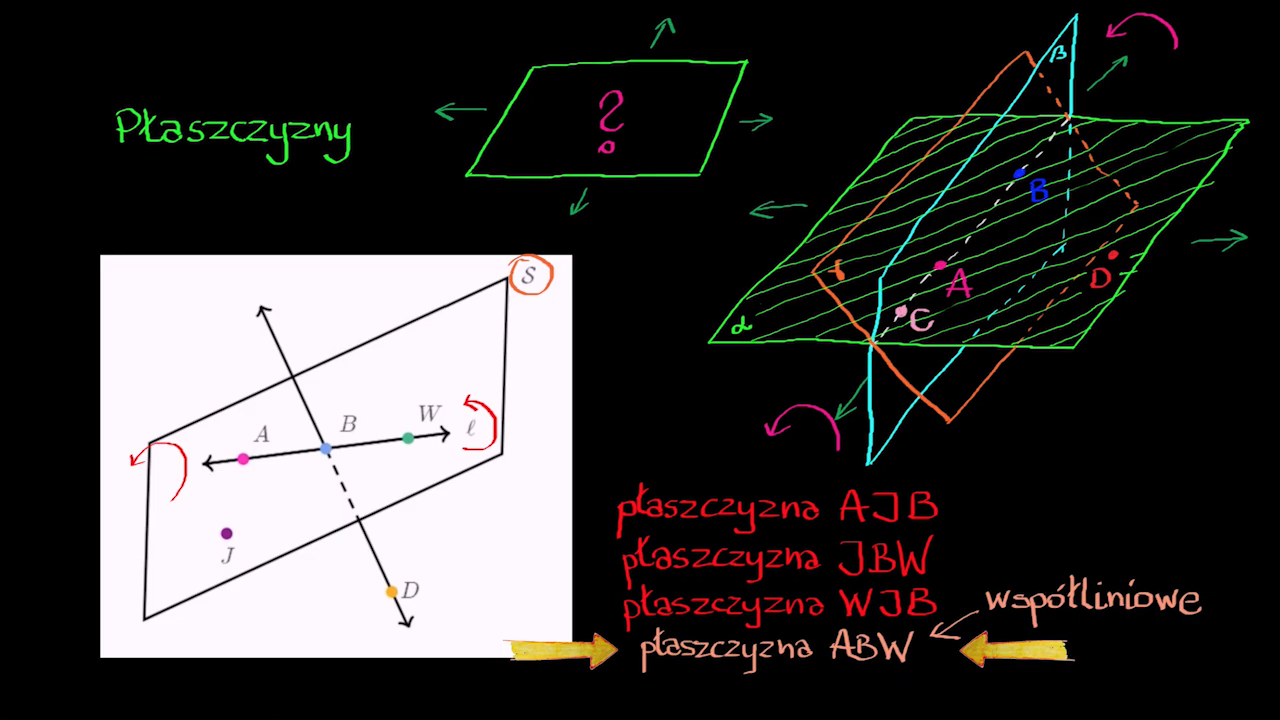 Płaszczyzny
?
β
B
A
C
D
γ
α
S
A
B
W
ℓ
J
D
płaszczyzna AJB
płaszczyzna JBW
płaszczyzna WJB
współliniowe
płaszczyzna ABW